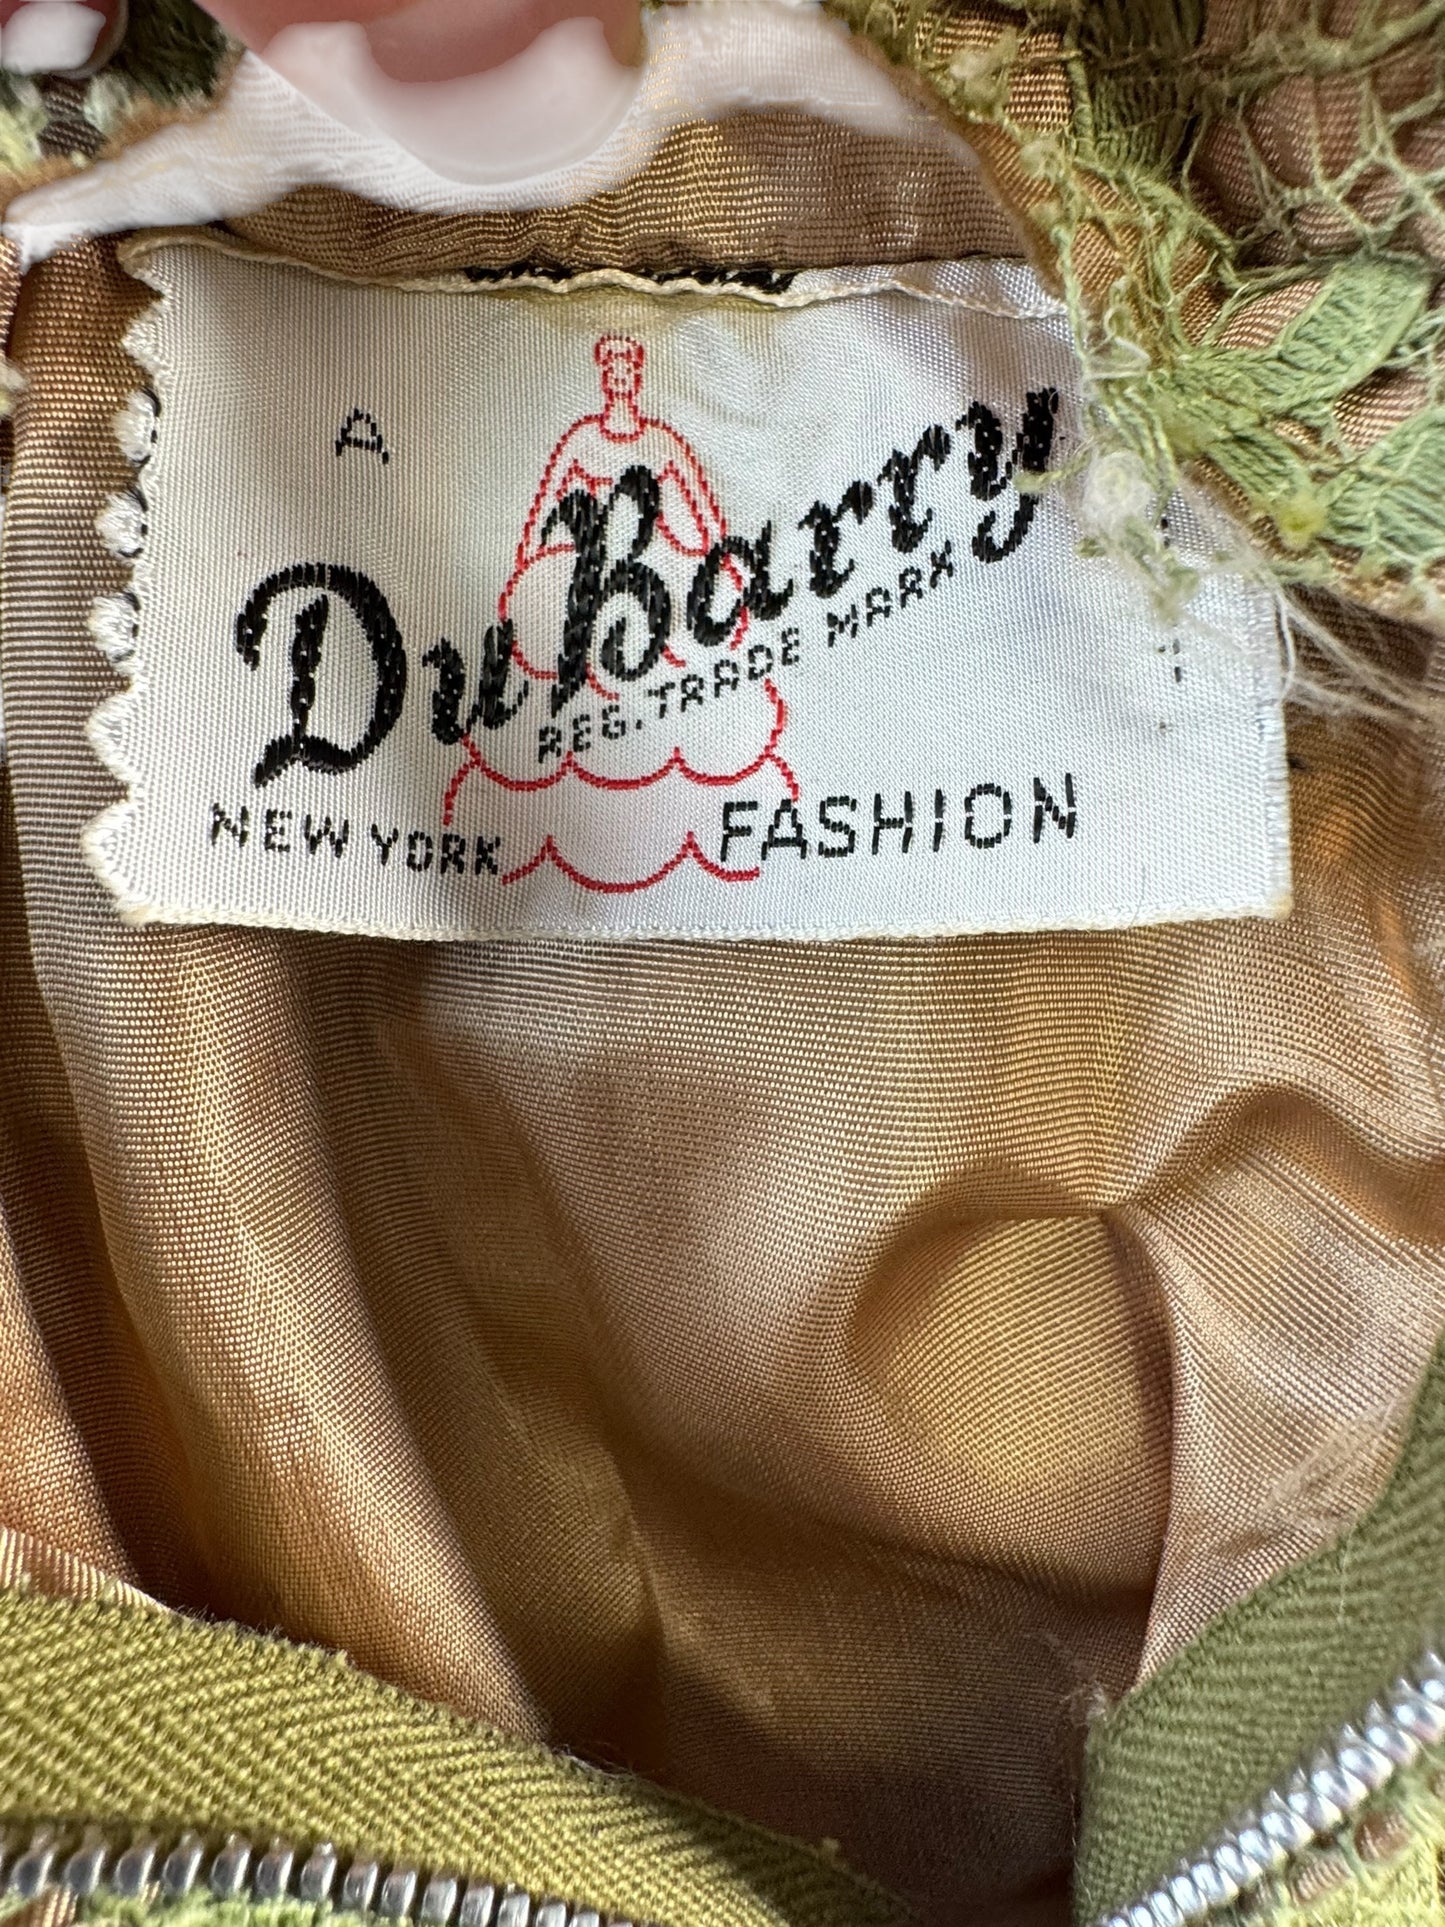 A
DuBarry
REG. TRADE MARK
NEW YORK FASHION